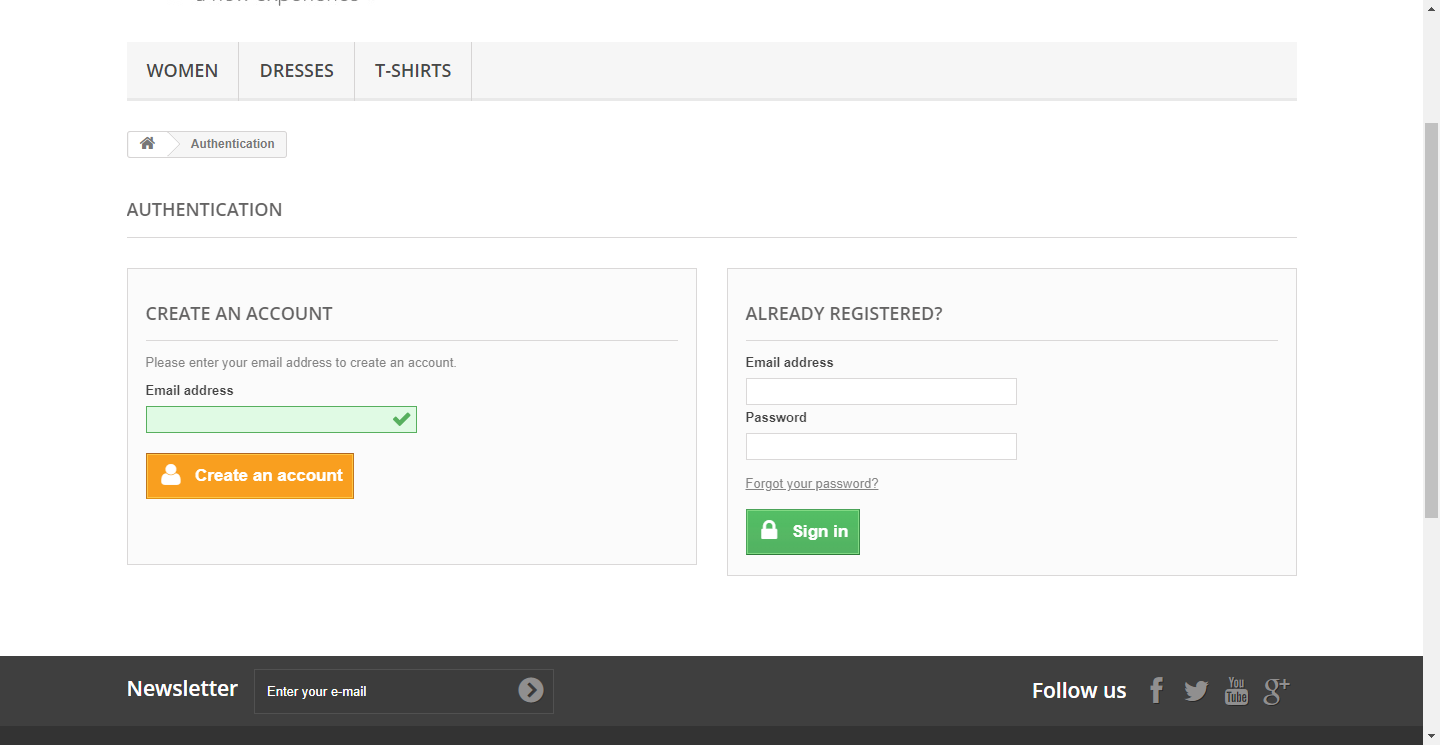 a new experience
WOMEN DRESSES T-SHIRTS
Authentication
AUTHENTICATION
CREATE AN ACCOUNT
Please enter your email address to create an account.
Email address
Create an account
ALREADY REGISTERED?
Email address
Password
Forgot your password?
Sign in
Newsletter Enter your e-mail
Follow us
You
Tube
g+